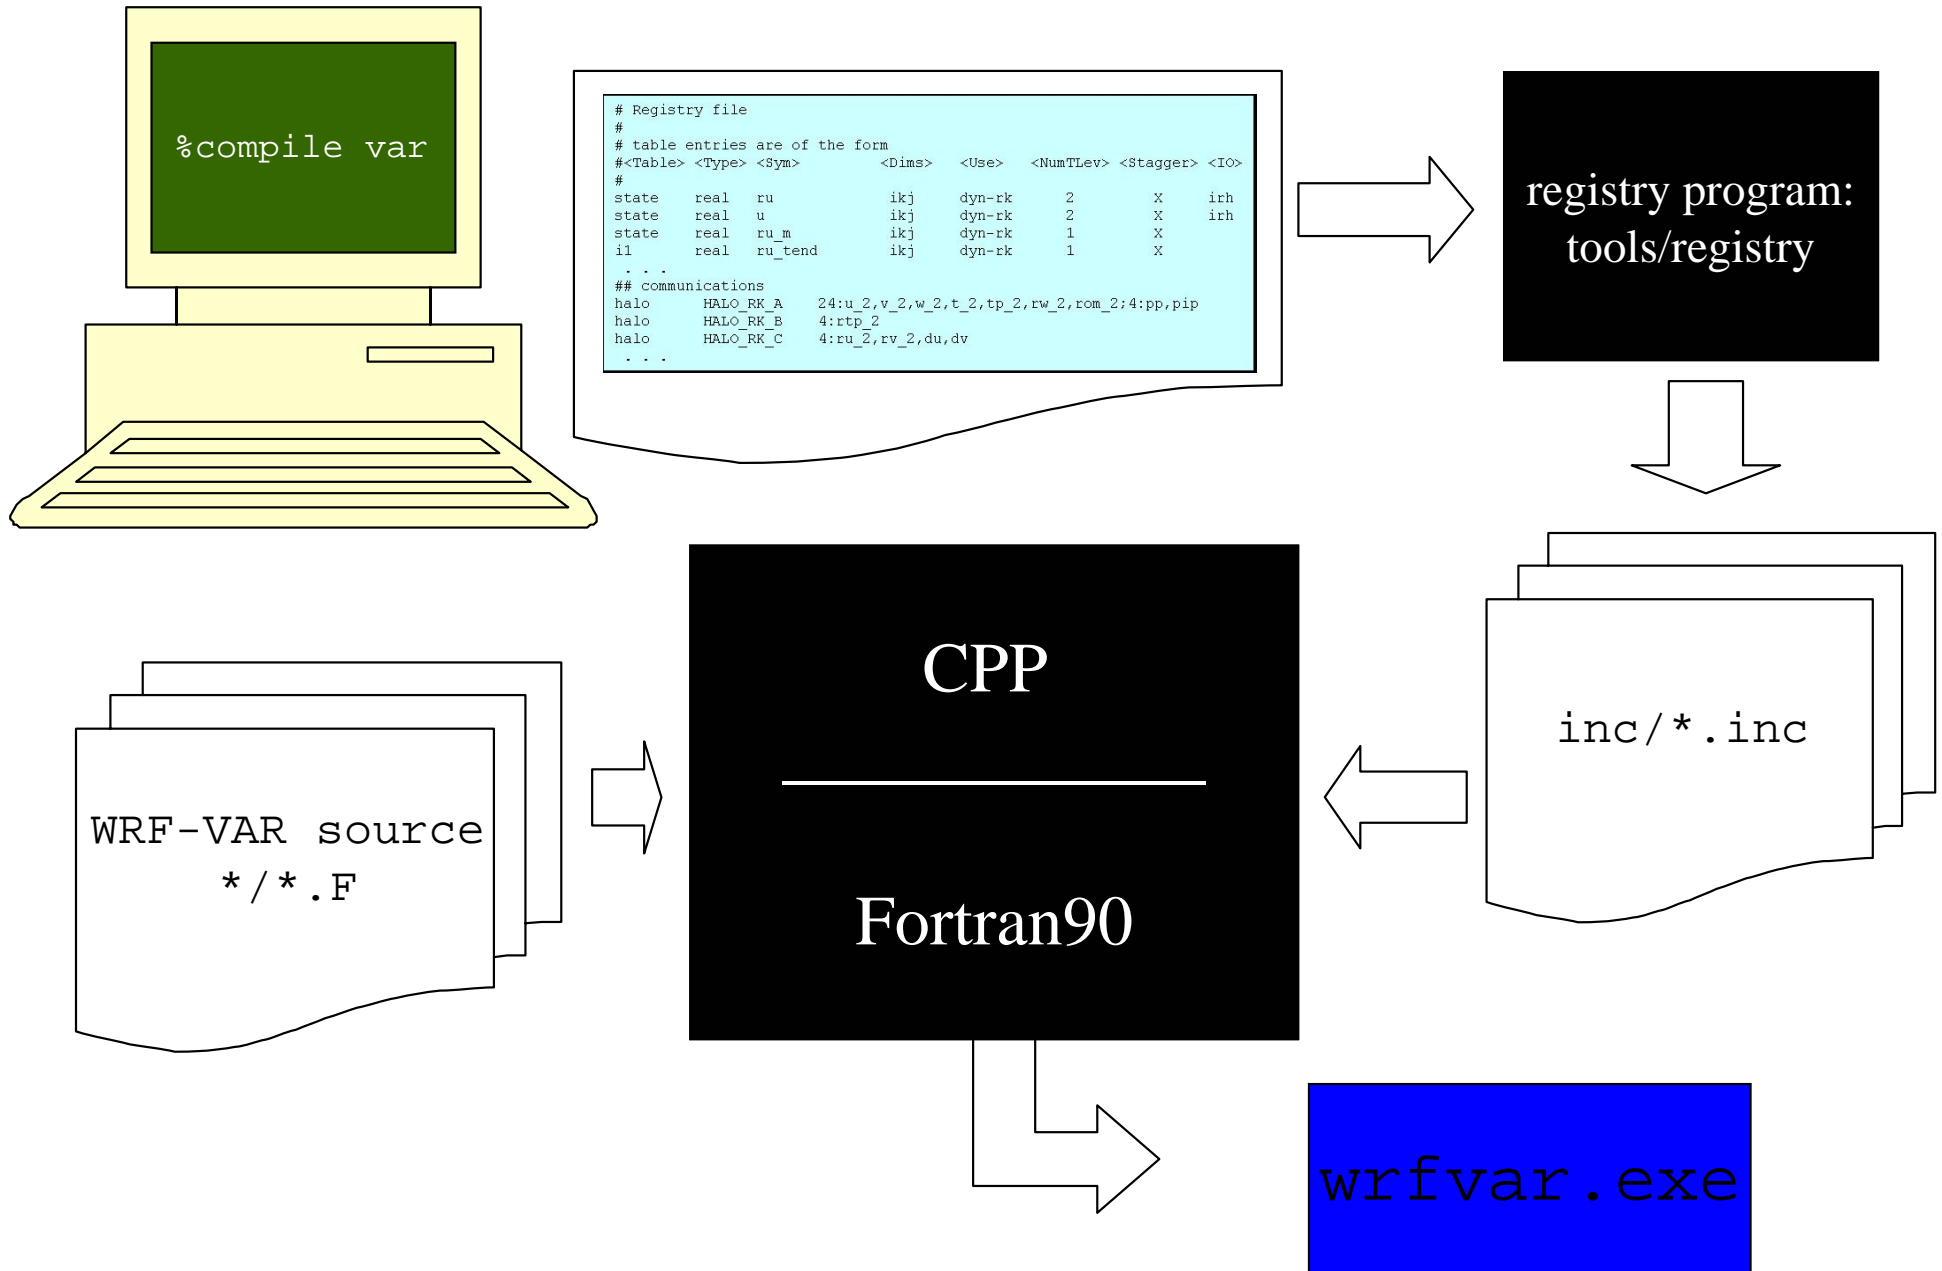 %compile var
# Registry file
#
# table entries are of the form
#<Table> <Type> <Sym> <Dims> <Use> <NumTLev> <Stagger> <IO>
#
state real ru ikj dyn-rk 2 X irh
state real u ikj dyn-rk 2 X irh
state real ru_m ikj dyn-rk 1 X
i1 real ru_tend ikj dyn-rk 1 X
. . .
## communications
halo HALO_RK_A 24:u_2,v_2,w_2,t_2,tp_2,rw_2,rom_2;4:pp,pip
halo HALO_RK_B 4:rtp_2
halo HALO_RK_C 4:ru_2,rv_2,du,dv
. . .
registry program:
tools/registry
inc/*.inc
CPP
Fortran90
WRF-VAR source
*/*.F
wrfvar.exe